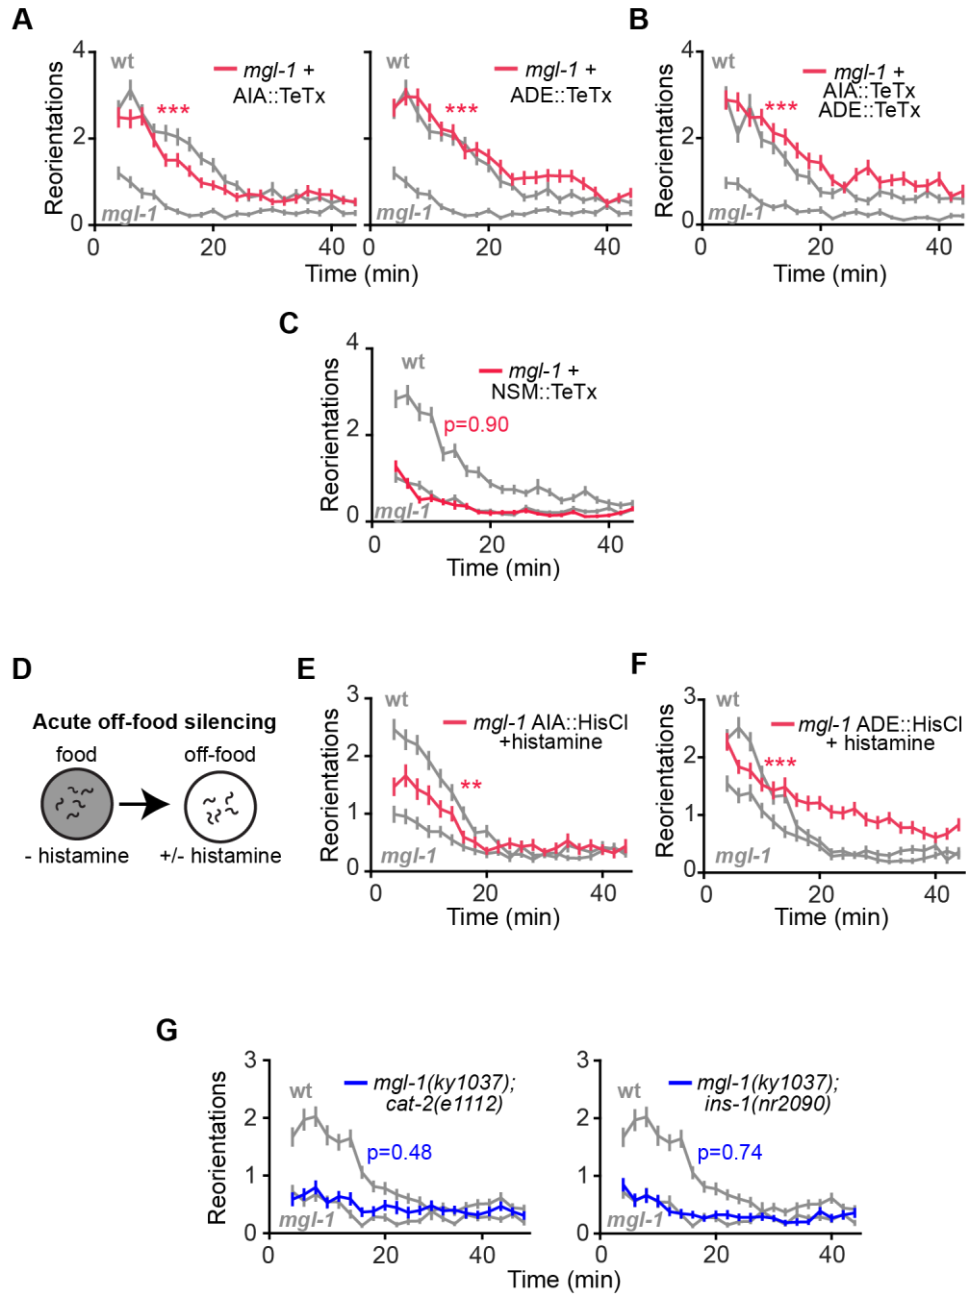 A
4
2
0
Reorientations
wt
mgl-1 +
AIA::TeTx
***
mgl-1
0
20
40
wt
mgl-1 +
ADE::TeTx
***
mgl-1
20
40
Time (min)
B
4
2
0
Reorientations
wt
mgl-1 +
AIA::TeTx
ADE::TeTx
***
mgl-1
0
20
40
Time (min)
C
4
2
0
Reorientations
wt
mgl-1 +
NSM::TeTx
p=0.90
mgl-1
0
20
40
Time (min)
D
Acute off-food silencing
food
off-food
- histamine
+/- histamine
E
3
2
1
0
Reorientations
wt
mgl-1 AIA::HisCl
+histamine
**
mgl-1
0
20
40
Time (min)
F
3
2
1
0
Reorientations
wt
mgl-1 ADE::HisCl
+ histamine
***
mgl-1
0
20
40
Time (min)
G
3
2
1
0
Reorientations
wt
mgl-1(ky1037);
cat-2(e1112)
p=0.48
mgl-1
0
20
40
3
2
1
0
wt
mgl-1(ky1037);
ins-1(nr2090)
p=0.74
mgl-1
0
20
40
Time (min)